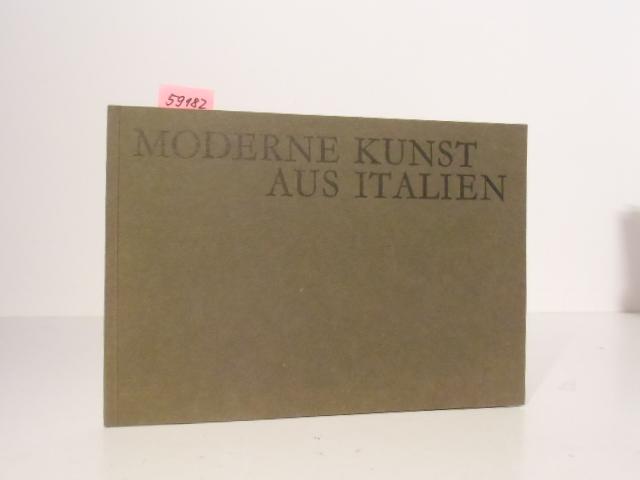 59182
MODERNE KUNST
AUS ITALIEN